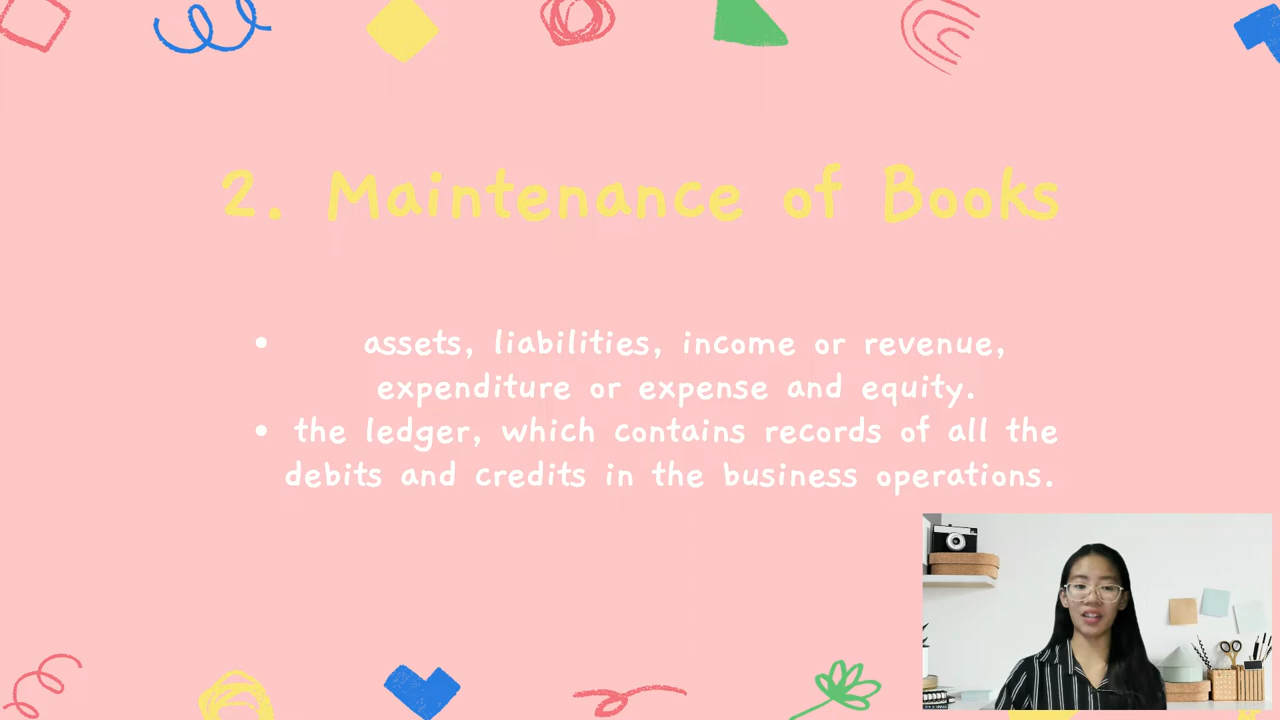 2. Maintenance of Books
• assets, liabilities, income or revenue,
expenditure or expense and equity.
• the ledger, which contains records of all the
debits and credits in the business operations.